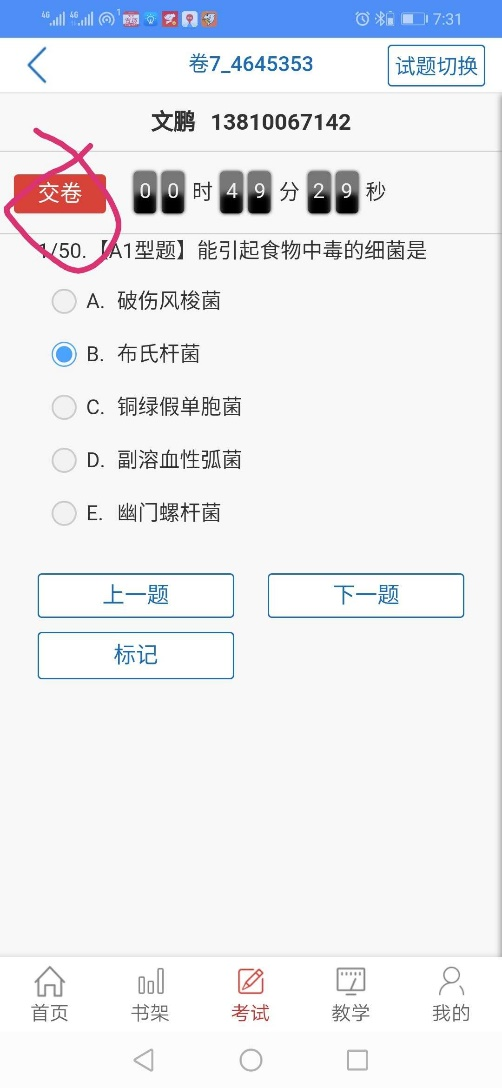 4G 4G 7:31
卷7_4645353
试题切换
文鹏 13810067142
交卷 00时49分29秒
1/50.【A1型题】能引起食物中毒的细菌是
A. 破伤风梭菌
B. 布氏杆菌
C. 铜绿假单胞菌
D. 副溶血性弧菌
E. 幽门螺杆菌
上一题 下一题
标记
首页 书架 考试 教学 我的